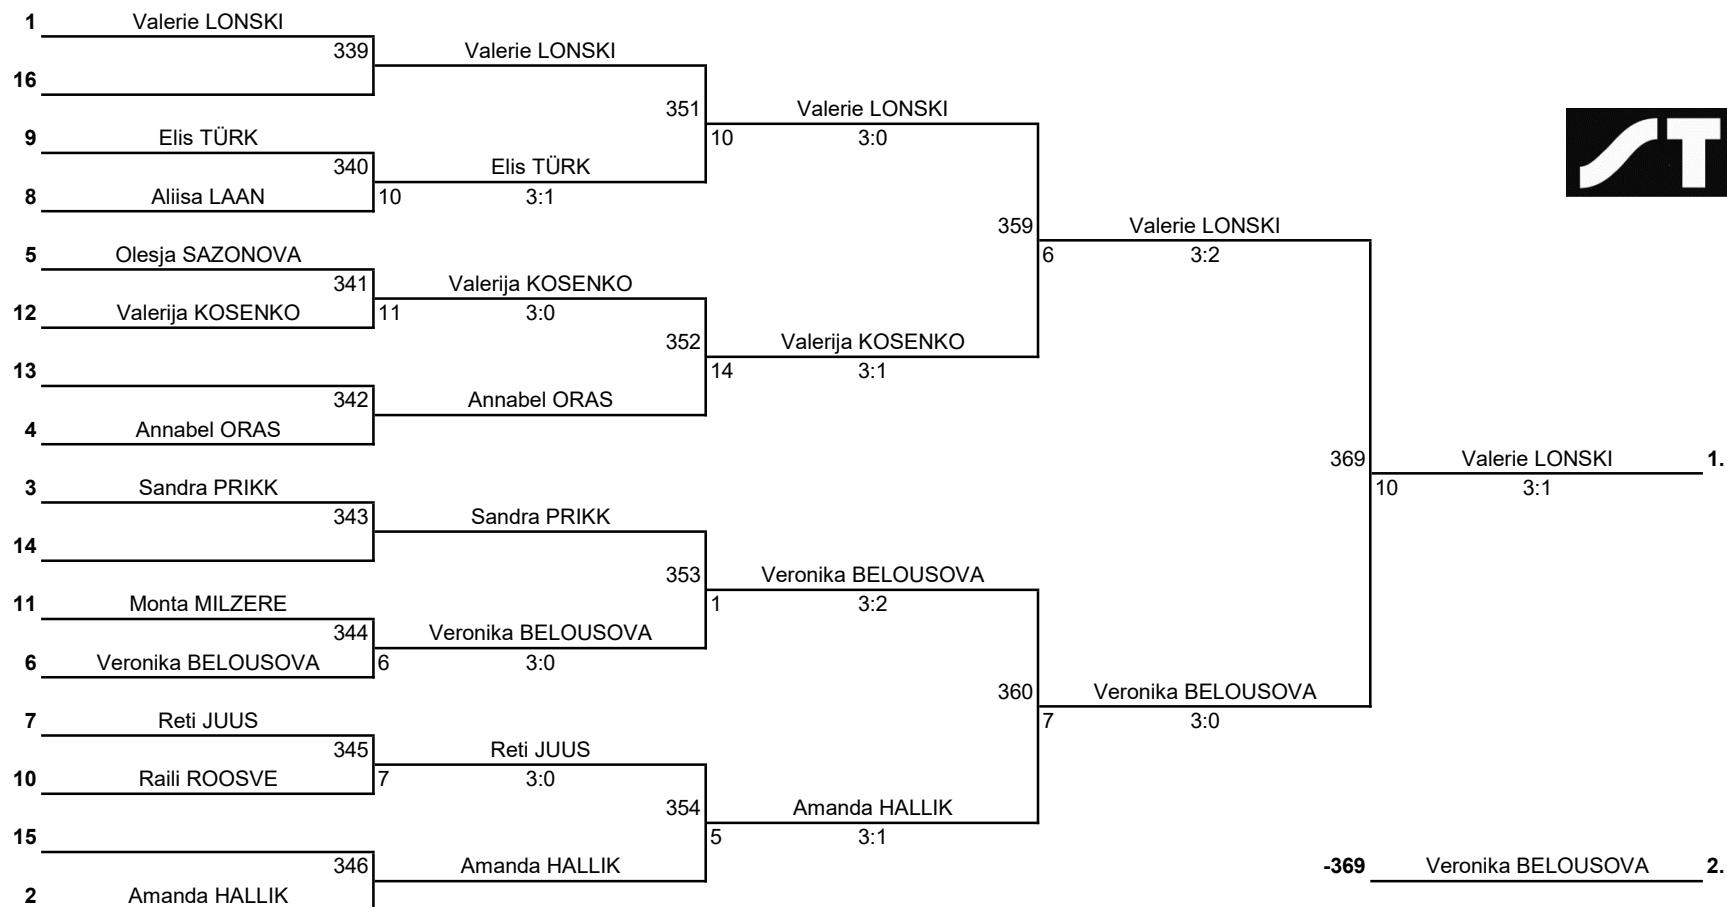 1 Valerie LONSKI
339 Valerie LONSKI
16
351 Valerie LONSKI
9 Elis TÜRK 10 3:0
340 Elis TÜRK
8 Aliisa LAAN 10 3:1
359 Valerie LONSKI
5 Olesja SAZONOVA 6 3:2
341 Valerija KOSENKO
12 Valerija KOSENKO 11 3:0
352 Valerija KOSENKO
13 14 3:1
342 Annabel ORAS
4 Annabel ORAS
369 Valerie LONSKI 1.
3 Sandra PRIKK 10 3:1
343 Sandra PRIKK
14
353 Veronika BELOUSOVA
11 Monta MILZERE 1 3:2
344 Veronika BELOUSOVA
6 Veronika BELOUSOVA 6 3:0
360 Veronika BELOUSOVA
7 Reti JUUS 7 3:0
345 Reti JUUS
10 Raili ROOSVE 7 3:0
354 Amanda HALLIK
15 5 3:1
346 Amanda HALLIK -369 Veronika BELOUSOVA 2.
2 Amanda HALLIK
ST